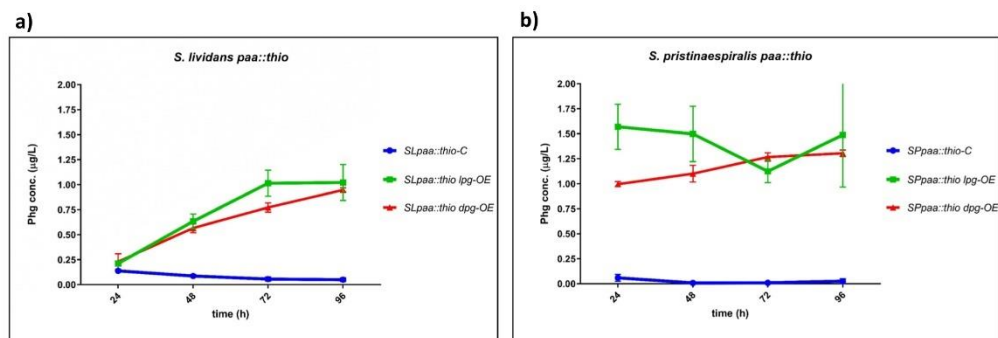 a)
S. lividans paa::thio
2.00
1.75
1.50
1.25
1.00
0.75
0.50
0.25
0.00
Phg conc. (µg/L)
24
48
72
96
time (h)
SLpaa::thio-C
SLpaa::thio lpg-OE
SLpaa::thio dpg-OE
b)
S. pristinaespiralis paa::thio
2.00
1.75
1.50
1.25
1.00
0.75
0.50
0.25
0.00
Phg conc. (µg/L)
24
48
72
96
time (h)
SPpaa::thio-C
SPpaa::thio lpg-OE
SPpaa::thio dpg-OE